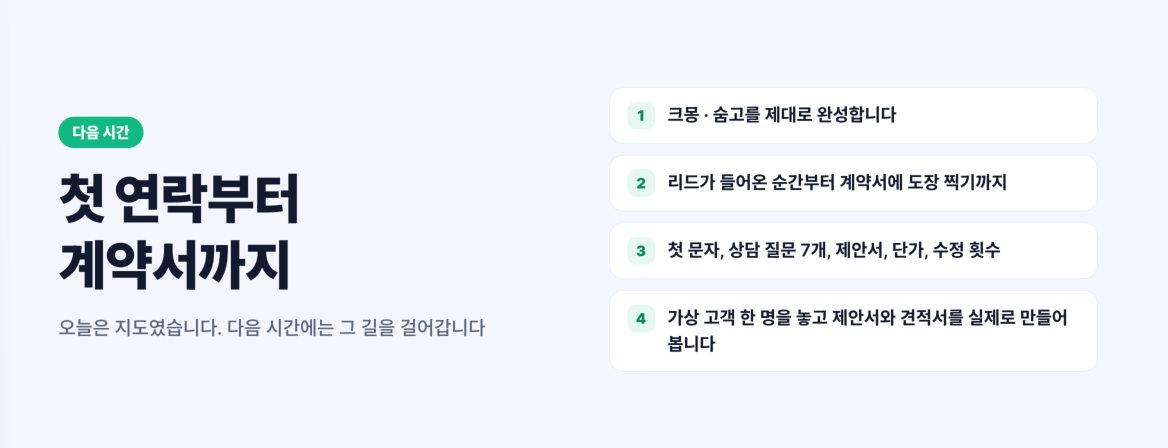 다음 시간
첫 연락부터
계약서까지
오늘은 지도였습니다. 다음 시간에는 그 길을 걸어갑니다
1 크몽 · 숨고를 제대로 완성합니다
2 리드가 들어온 순간부터 계약서에 도장 찍기까지
3 첫 문자, 상담 질문 7개, 제안서, 단가, 수정 횟수
4 가상 고객 한 명을 놓고 제안서와 견적서를 실제로 만들어
봅니다